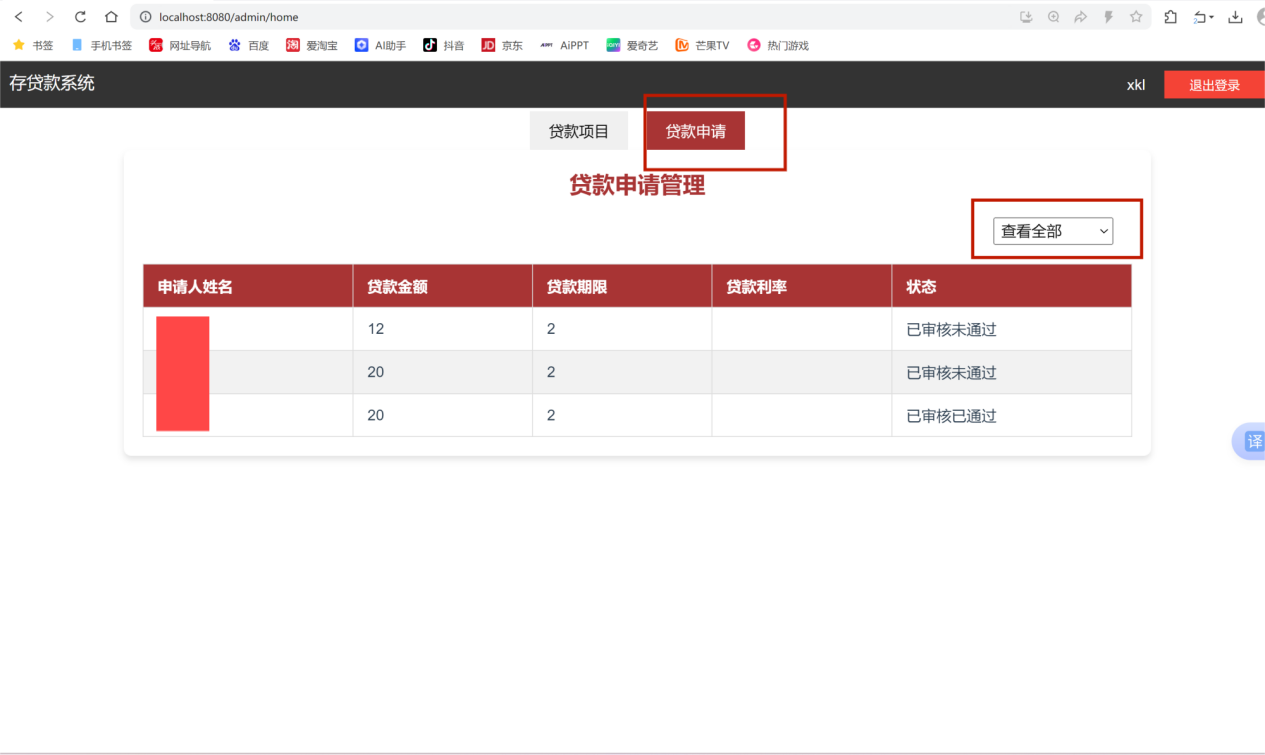 localhost:8080/admin/home
书签 手机书签 网址导航 百度 淘 爱淘宝 AI助手 抖音 JD 京东 AiPPT AiPPT 爱奇艺 芒果TV 热门游戏
存贷款系统 xkl 退出登录
贷款项目 贷款申请
贷款申请管理
查看全部
申请人姓名 贷款金额 贷款期限 贷款利率 状态
12 2 已审核未通过
20 2 已审核未通过
20 2 已审核已通过
译